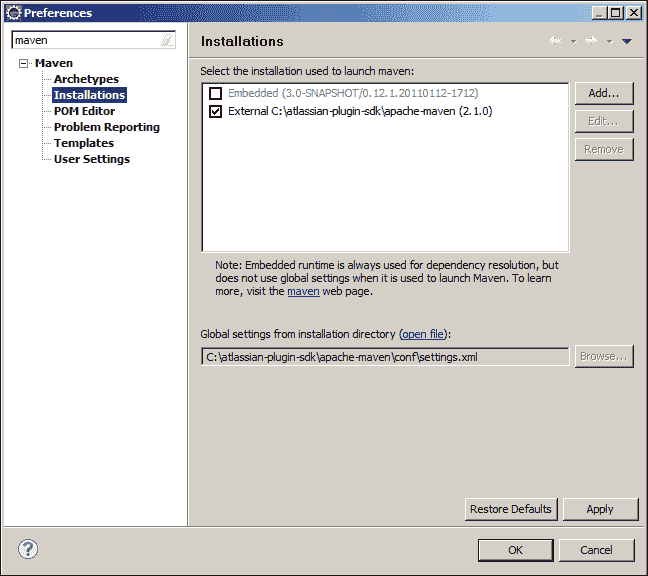 Preferences
maven
Installations
Maven
Archetypes
Installations
POM Editor
Problem Reporting
Templates
User Settings
Select the installation used to launch maven:
Embedded (3.0-SNAPSHOT/0.12.1.20110112-1712)
External C:\atlassian-plugin-sdk\apache-maven (2.1.0)
Add...
Edit...
Remove
Note: Embedded runtime is always used for dependency resolution, but
does not use global settings when it is used to launch Maven. To learn
more, visit the maven web page.
Global settings from installation directory (open file):
C:\atlassian-plugin-sdk\apache-maven\conf\settings.xml
Browse...
Restore Defaults
Apply
?
OK
Cancel